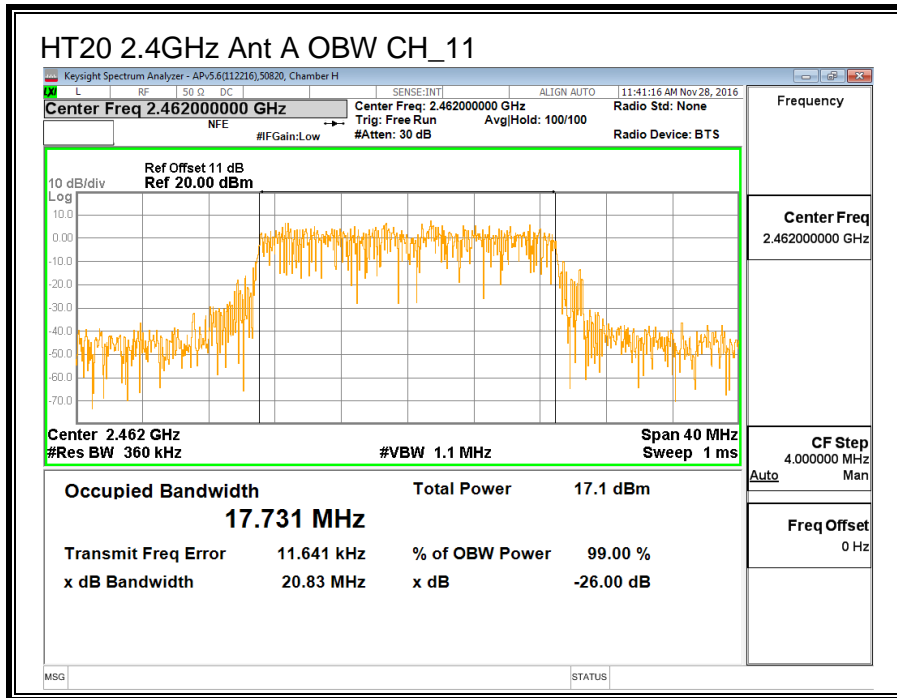 HT20 2.4GHz Ant A OBW CH_11
Keysight Spectrum Analyzer - APv5.6(112216),50820, Chamber H
LXI L RF 50 Ω DC SENSE:INT ALIGN AUTO 11:41:16 AM Nov 28, 2016
Center Freq 2.462000000 GHz Center Freq: 2.462000000 GHz Radio Std: None
NFE Trig: Free Run Avg|Hold: 100/100
#IFGain:Low #Atten: 30 dB Radio Device: BTS
Ref Offset 11 dB
10 dB/div Ref 20.00 dBm
Log
10.0
0.00
-10.0
-20.0
-30.0
-40.0
-50.0
-60.0
-70.0
Center 2.462 GHz Span 40 MHz
#Res BW 360 kHz #VBW 1.1 MHz Sweep 1 ms
Occupied Bandwidth Total Power 17.1 dBm
17.731 MHz
Transmit Freq Error 11.641 kHz % of OBW Power 99.00 %
x dB Bandwidth 20.83 MHz x dB -26.00 dB
MSG STATUS
Frequency
Center Freq
2.462000000 GHz
CF Step
4.000000 MHz
Auto Man
Freq Offset
0 Hz